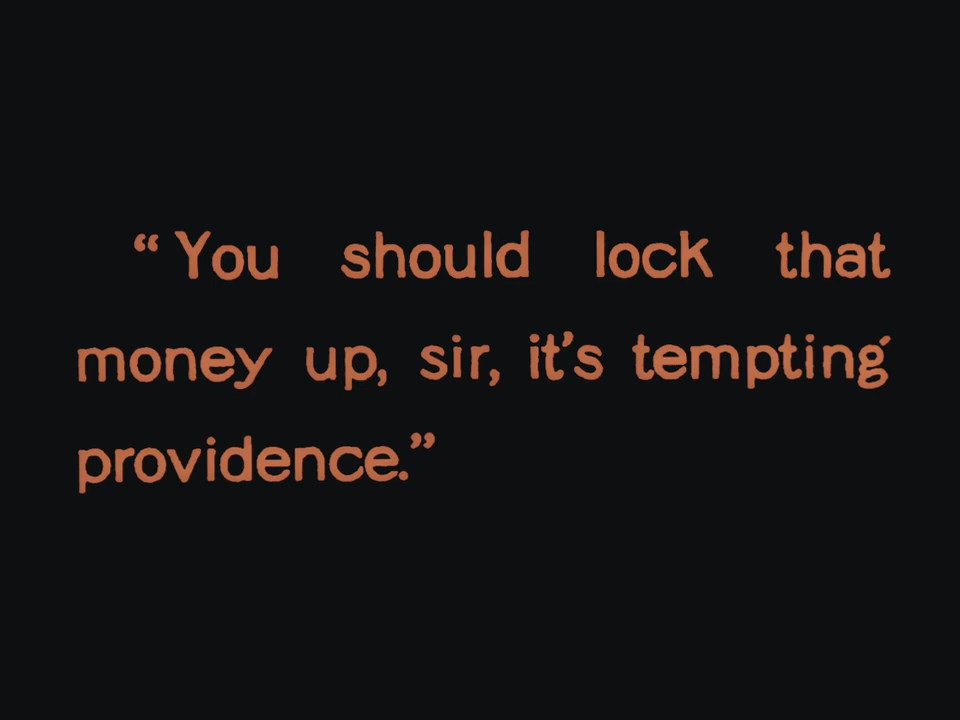 “You should lock that
money up, sir, it’s tempting
providence.”